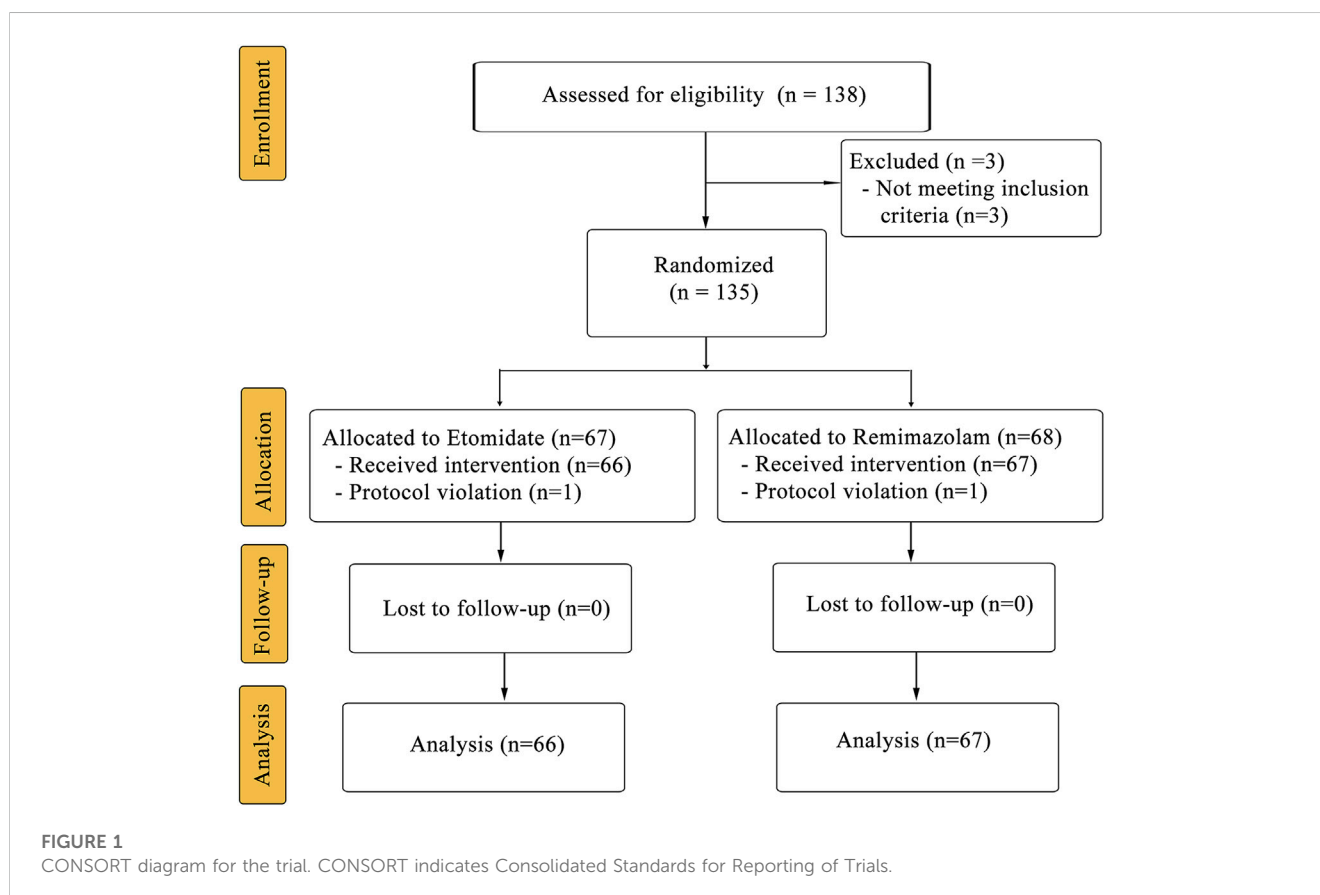 Enrollment
Assessed for eligibility (n = 138)
Excluded (n =3)
- Not meeting inclusion
criteria (n=3)
Randomized
(n = 135)
Allocation
Allocated to Etomidate (n=67)
- Received intervention (n=66)
- Protocol violation (n=1)
Allocated to Remimazolam (n=68)
- Received intervention (n=67)
- Protocol violation (n=1)
Follow-up
Lost to follow-up (n=0)
Lost to follow-up (n=0)
Analysis
Analysis (n=66)
Analysis (n=67)
FIGURE 1
CONSORT diagram for the trial. CONSORT indicates Consolidated Standards for Reporting of Trials.